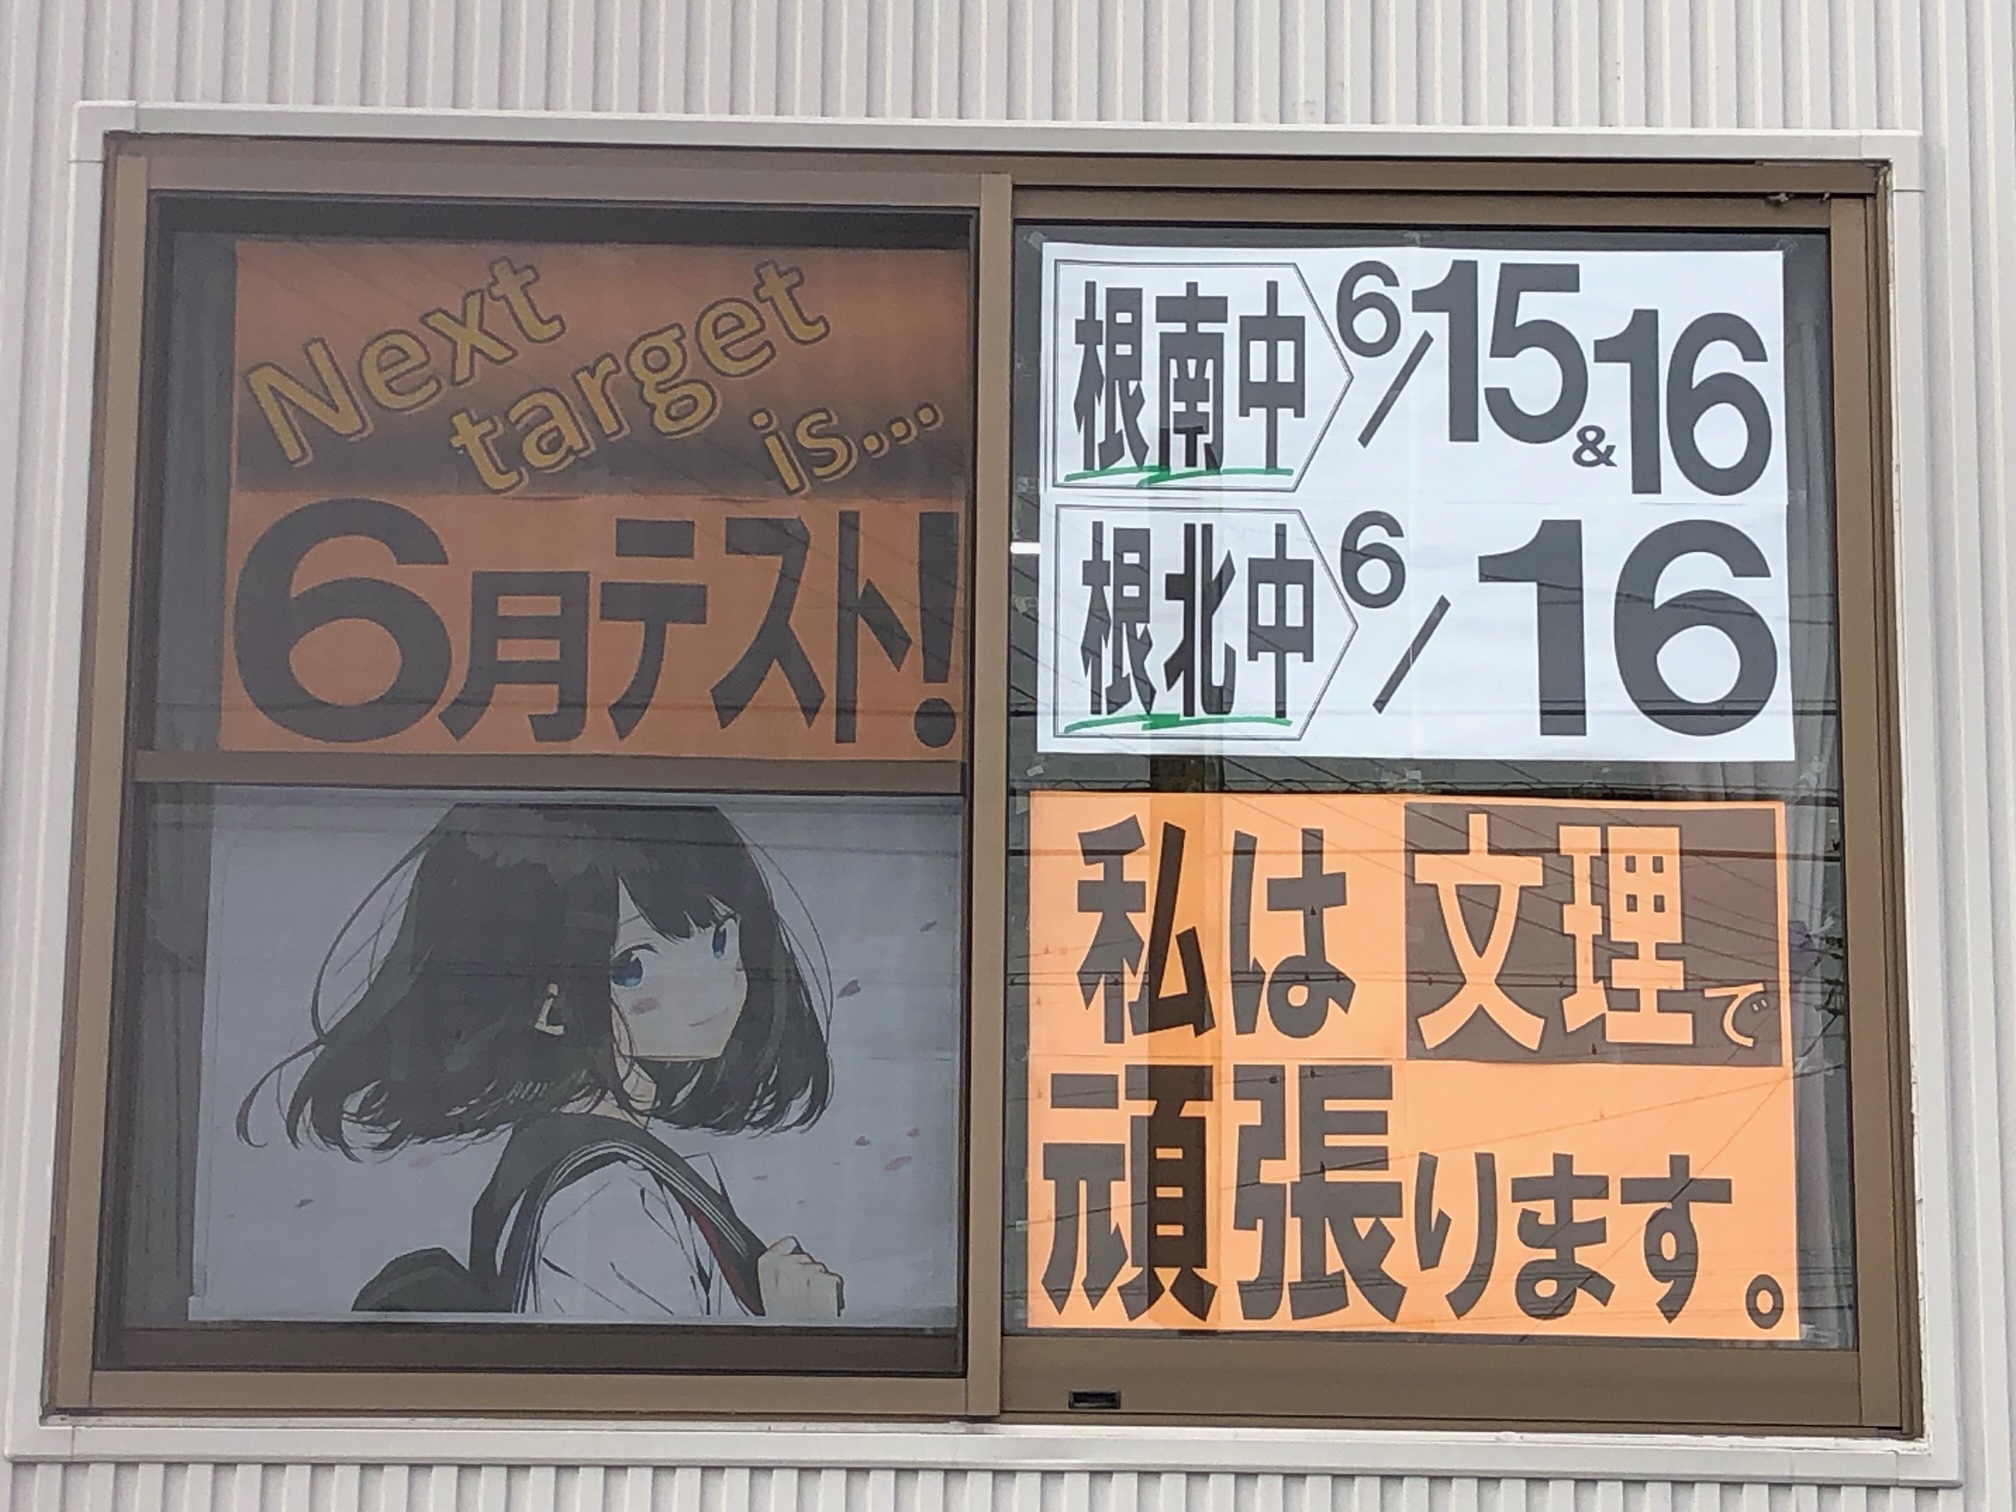 Next
target
is...
6月テスト!
根南中 6/15&16
根北中 6/16
私は文理で
頑張ります。